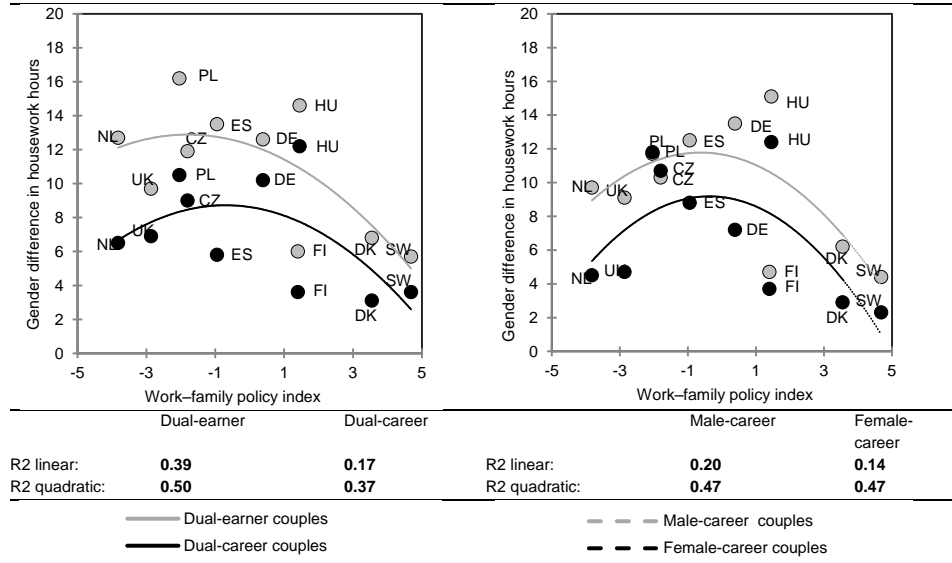 20
18
16
14
12
10
8
6
4
2
0
Gender difference in housework hours
PL
HU
NL
CZ
ES
DE
HU
UK
PL
DE
CZ
NL
UK
ES
FI
DK
SW
FI
DK
SW
-5
-3
-1
1
3
5
Work–family policy index
20
18
16
14
12
10
8
6
4
2
0
Gender difference in housework hours
HU
DE
PL
ES
HU
PL
CZ
CZ
NL
UK
ES
DE
NL
UK
FI
FI
DK
SW
DK
SW
-5
-3
-1
1
3
5
Work–family policy index
Dual-earner Dual-career
R2 linear: 0.39 0.17
R2 quadratic: 0.50 0.37
Male-career Female-
career
R2 linear: 0.20 0.14
R2 quadratic: 0.47 0.47
Dual-earner couples
Dual-career couples
Male-career couples
Female-career couples